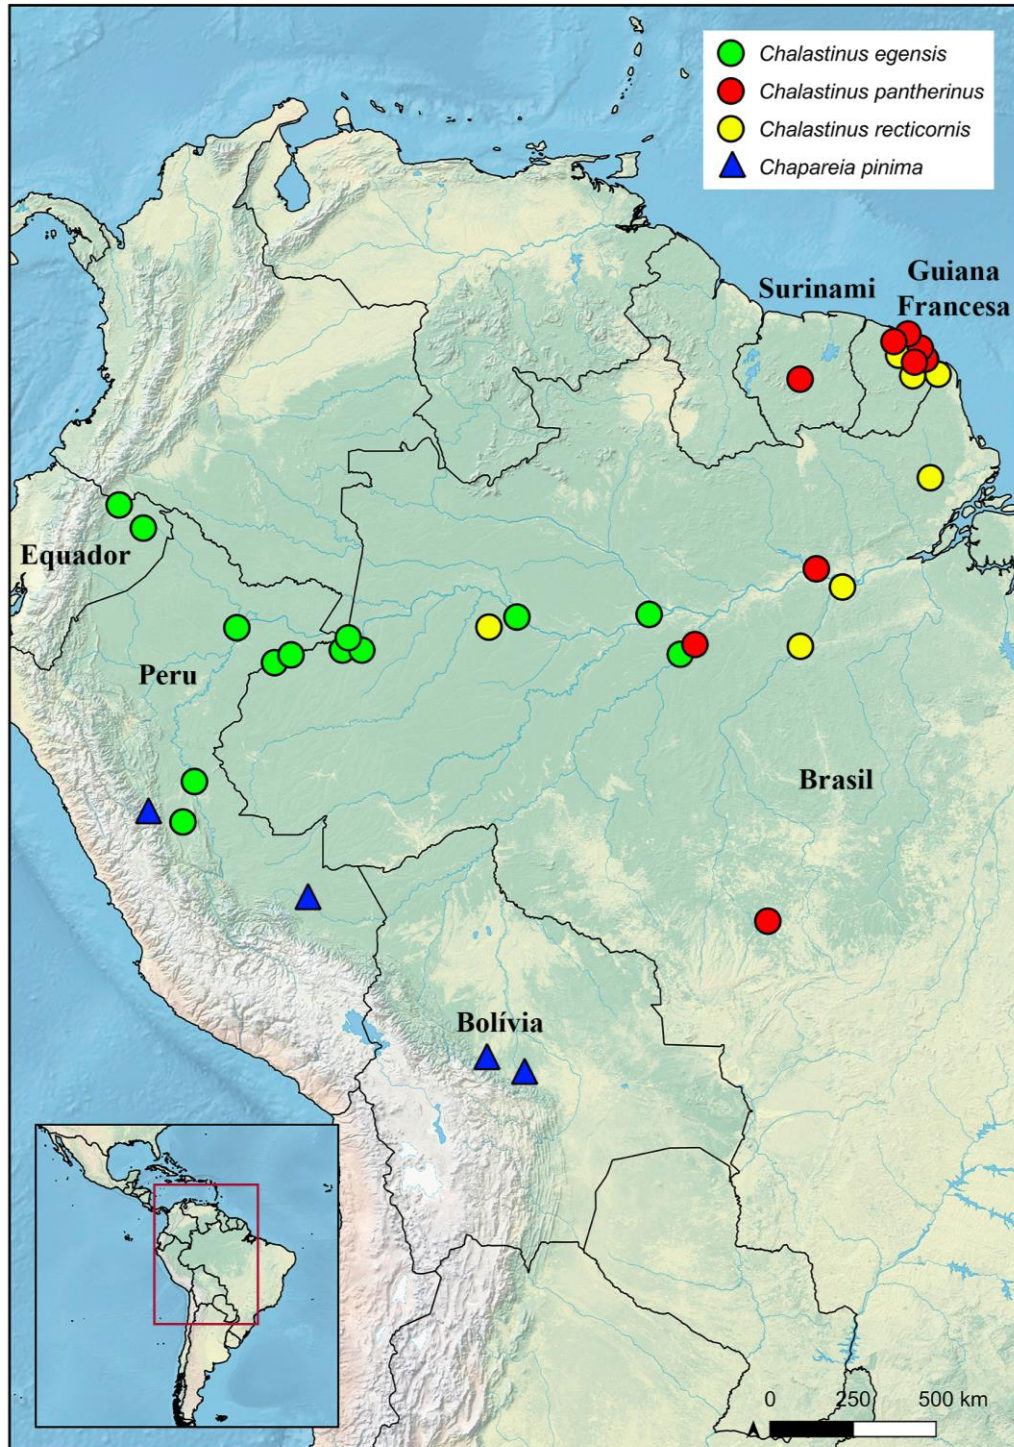 Chalastinus egensis
Chalastinus pantherinus
Chalastinus recticornis
Chapareia pinima
Guiana
Francesa
Surinami
Equador
Peru
Brasil
Bolívia
0 250 500 km